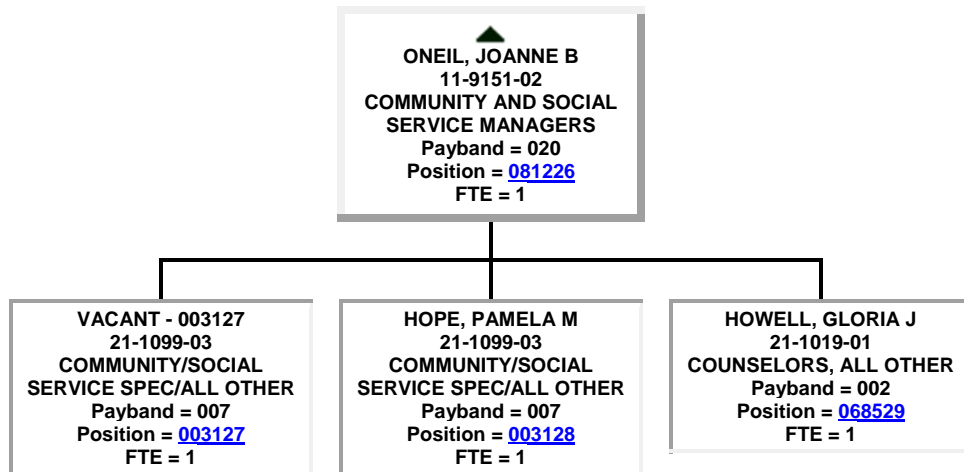 ONEIL, JOANNE B
11-9151-02
COMMUNITY AND SOCIAL
SERVICE MANAGERS
Payband = 020
Position = 081226
FTE = 1
VACANT - 003127
21-1099-03
COMMUNITY/SOCIAL
SERVICE SPEC/ALL OTHER
Payband = 007
Position = 003127
FTE = 1
HOPE, PAMELA M
21-1099-03
COMMUNITY/SOCIAL
SERVICE SPEC/ALL OTHER
Payband = 007
Position = 003128
FTE = 1
HOWELL, GLORIA J
21-1019-01
COUNSELORS, ALL OTHER
Payband = 002
Position = 068529
FTE = 1